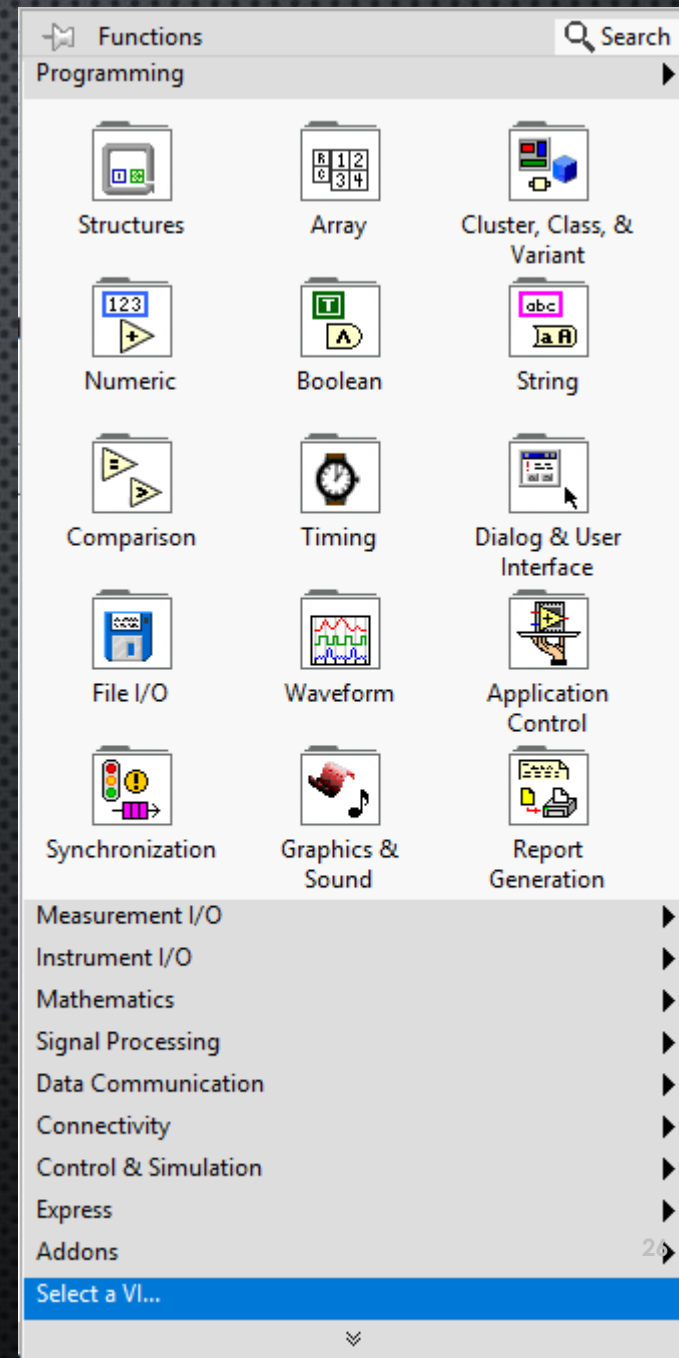 Functions Search
Programming
Structures Array Cluster, Class, &
Variant
Numeric Boolean String
Comparison Timing Dialog & User
Interface
File I/O Waveform Application
Control
Synchronization Graphics & Report
Sound Generation
Measurement I/O
Instrument I/O
Mathematics
Signal Processing
Data Communication
Connectivity
Control & Simulation
Express
Addons 26
Select a VI...